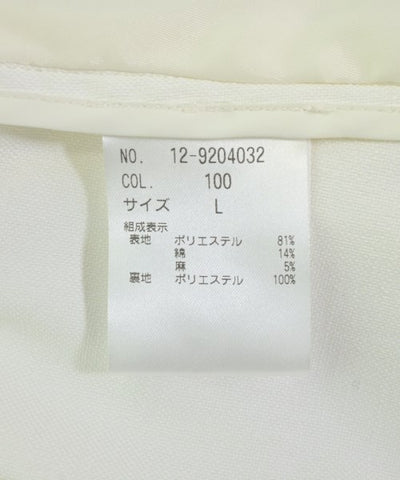 NO. 12-9204032
COL. 100
サイズ L
組成表示
表地 ポリエステル 81%
綿 14%
麻 5%
裏地 ポリエステル 100%